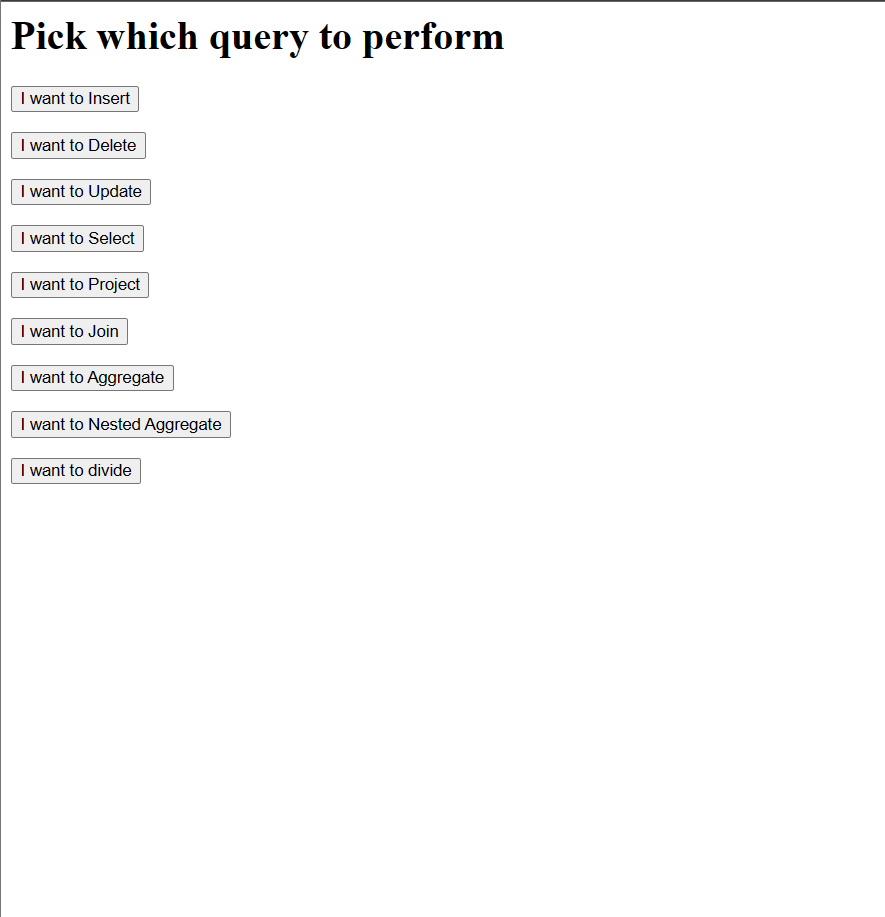 Pick which query to perform
I want to Insert
I want to Delete
I want to Update
I want to Select
I want to Project
I want to Join
I want to Aggregate
I want to Nested Aggregate
I want to divide